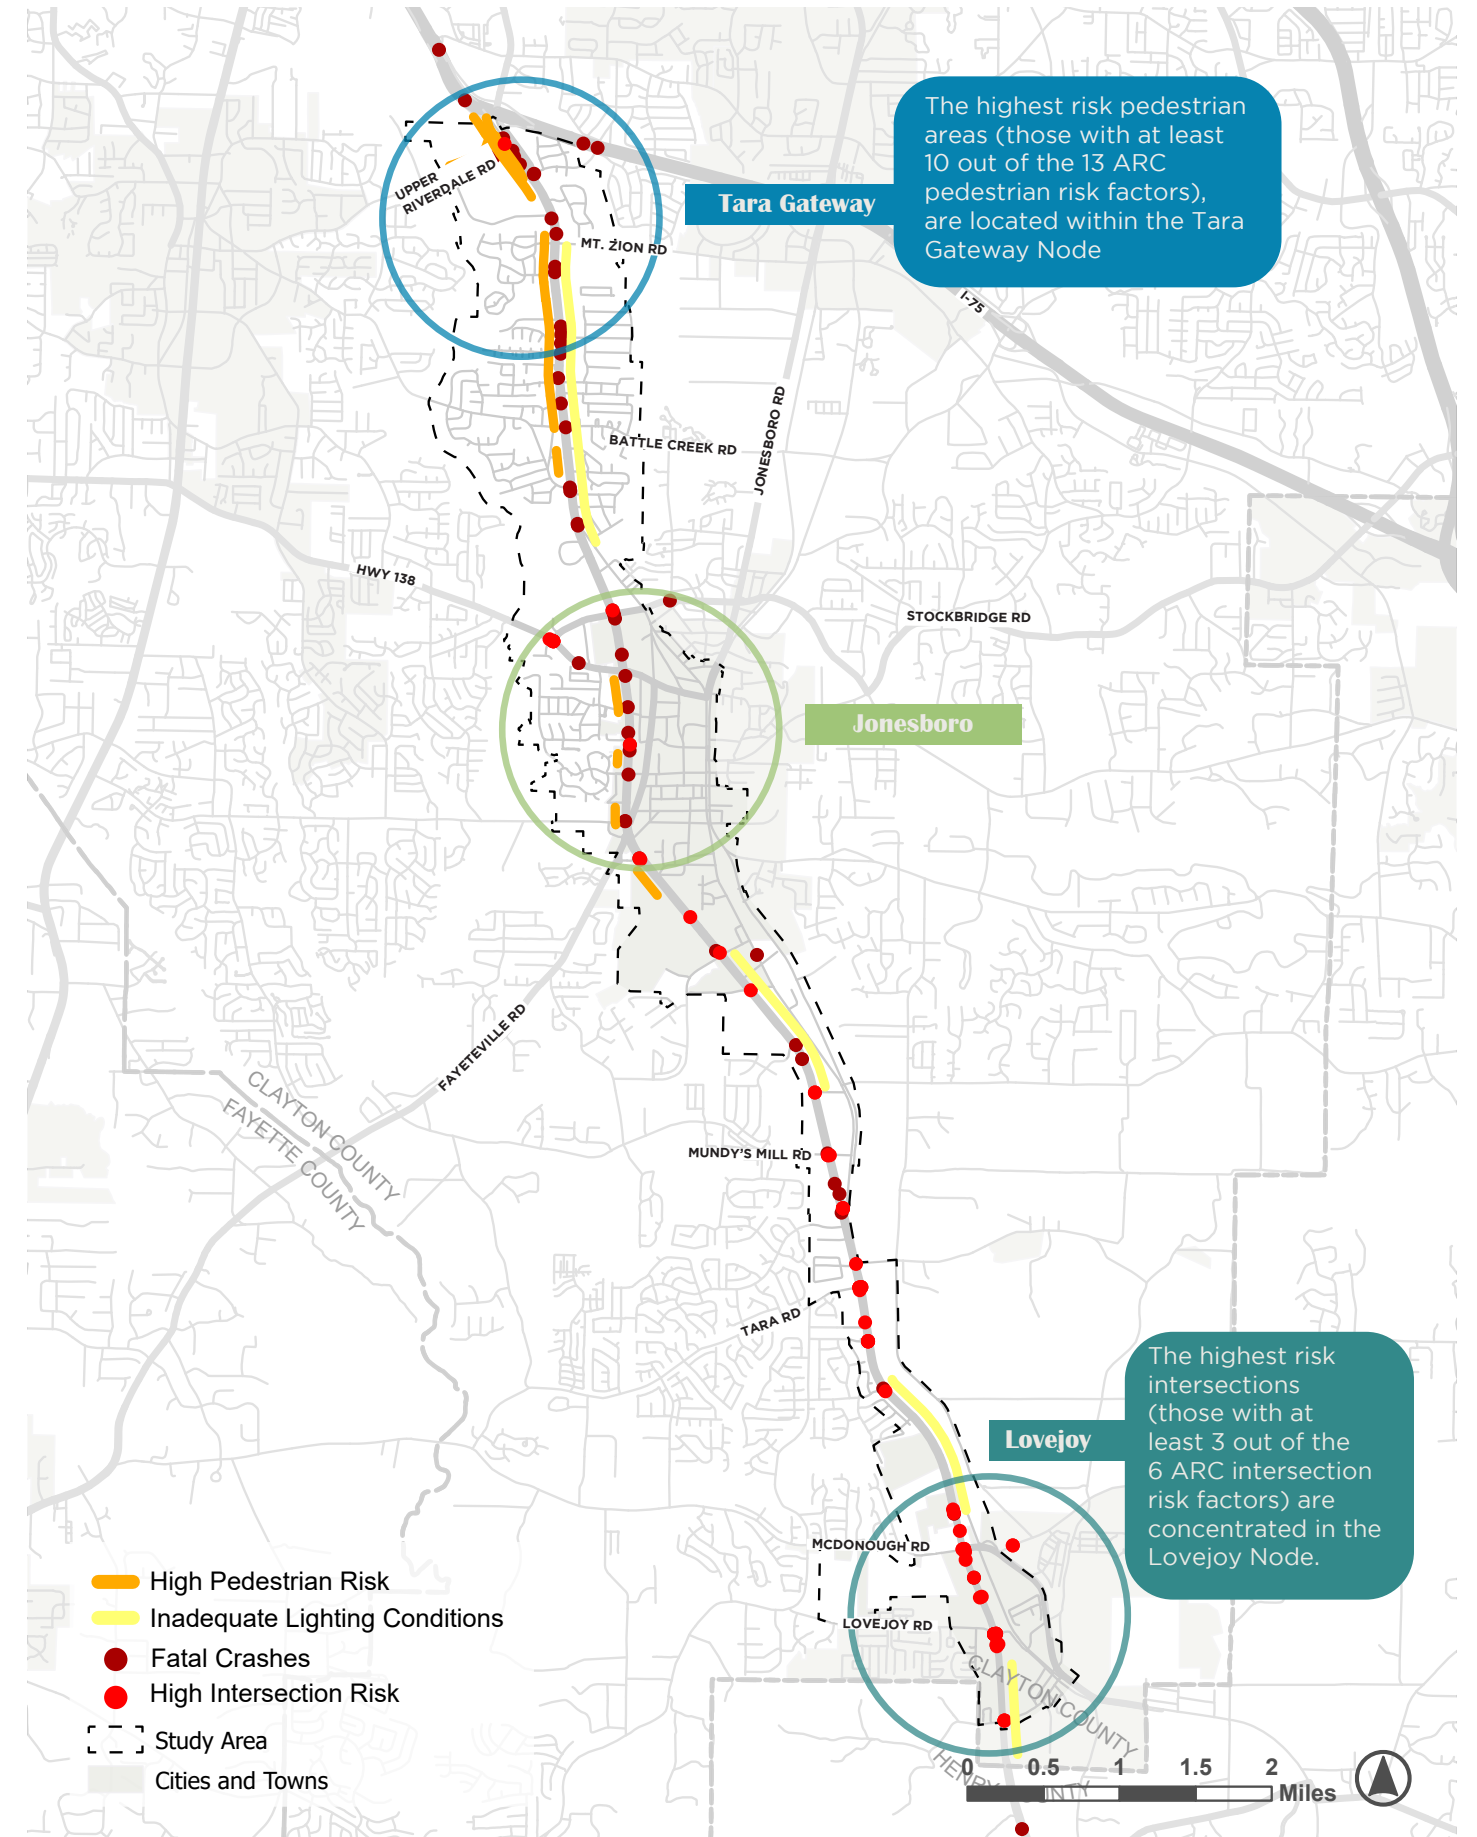 The highest risk pedestrian
areas (those with at least
10 out of the 13 ARC
pedestrian risk factors),
are located within the Tara
Gateway Node
Tara Gateway
UPPER
RIVERDALE RD
MT. ZION RD
I-75
JONESBORO RD
BATTLE CREEK RD
HWY 138
STOCKBRIDGE RD
Jonesboro
FAYETEVILLE RD
CLAYTON COUNTY
FAYETTE COUNTY
MUNDY'S MILL RD
TARA RD
The highest risk
intersections
(those with at
least 3 out of the
6 ARC intersection
risk factors) are
concentrated in the
Lovejoy Node.
Lovejoy
MCDONOUGH RD
LOVEJOY RD
CLAYTON COUNTY
HENRY COUNTY
High Pedestrian Risk
Inadequate Lighting Conditions
Fatal Crashes
High Intersection Risk
Study Area
Cities and Towns
0 0.5 1 1.5 2
Miles